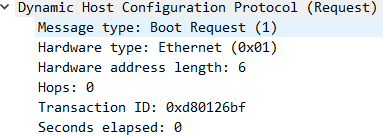 Dynamic Host Configuration Protocol (Request)
Message type: Boot Request (1)
Hardware type: Ethernet (0x01)
Hardware address length: 6
Hops: 0
Transaction ID: 0xd80126bf
Seconds elapsed: 0